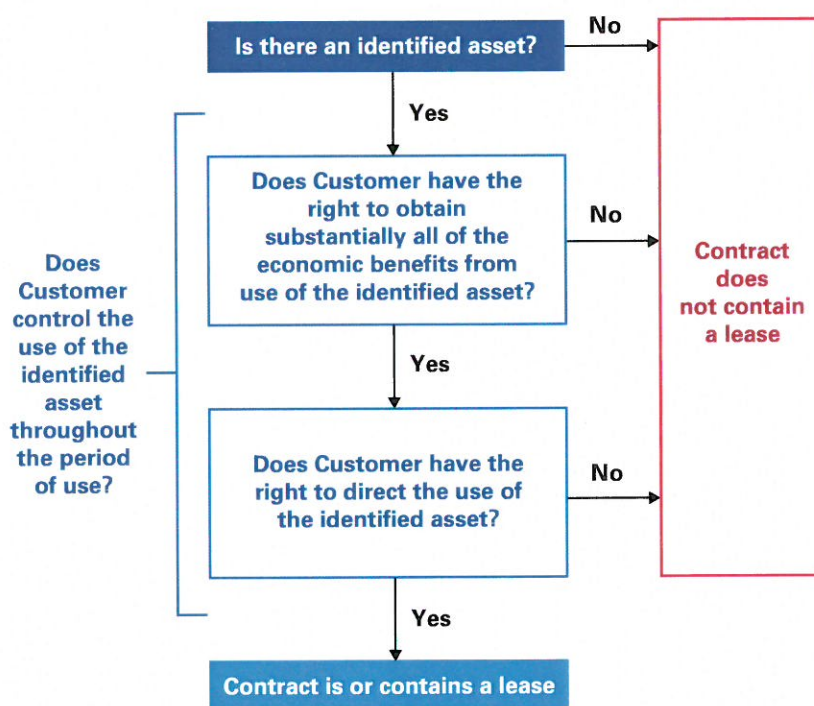 Is there an identified asset?
No
Yes
Does Customer have the
right to obtain
substantially all of the
economic benefits from
use of the identified asset?
No
Does
Customer
control the
use of the
identified
asset
throughout
the period
of use?
Contract
does
not contain
a lease
Yes
Does Customer have the
right to direct the use of
the identified asset?
No
Yes
Contract is or contains a lease